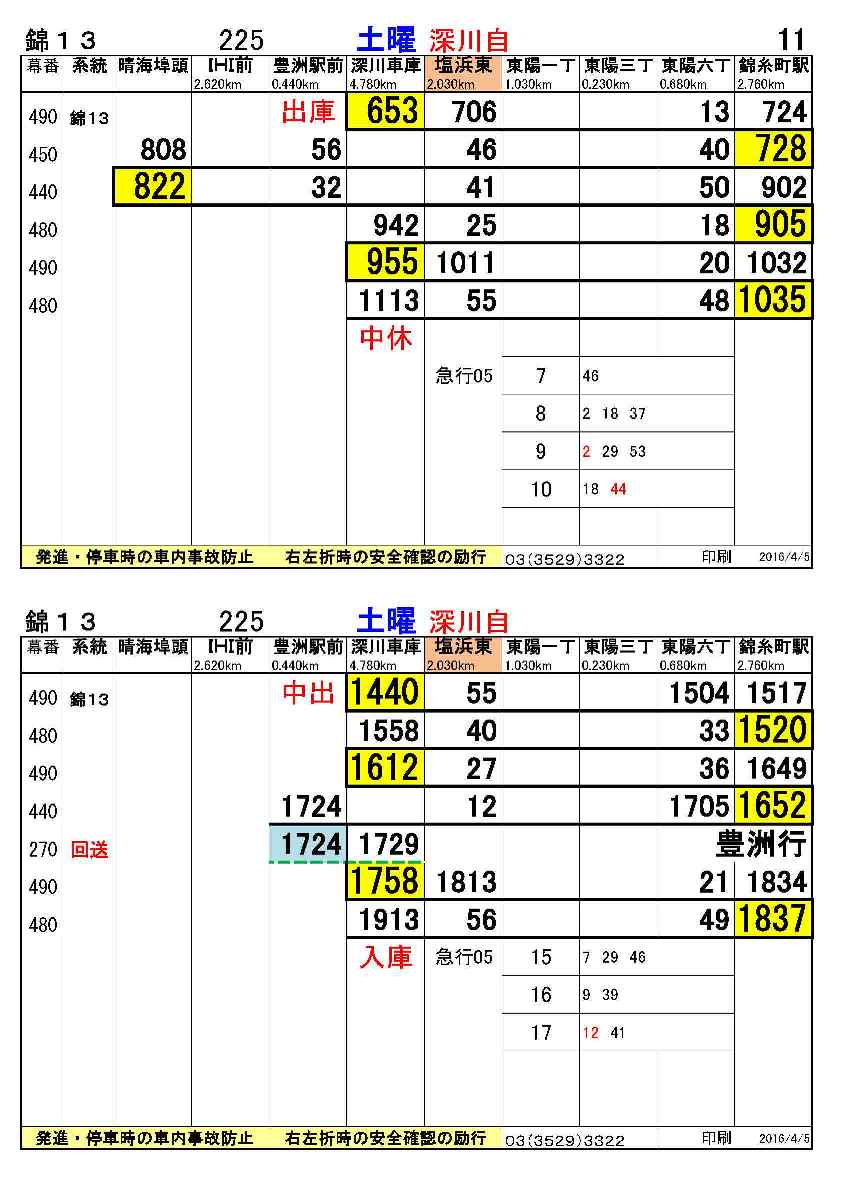 錦１３ 225 土曜 深川自 11
幕番 系統 晴海埠頭 IHI前 豊洲駅前 深川車庫 塩浜東 東陽一丁 東陽三丁 東陽六丁 錦糸町駅
2.620km 0.440km 4.780km 2.030km 1.030km 0.230km 0.680km 2.760km
490 錦13 出庫 653 706 13 724
450 808 56 46 40 728
440 822 32 41 50 902
480 942 25 18 905
490 955 1011 20 1032
480 1113 55 48 1035
中休
急行05 7 46
8 2 18 37
9 2 29 53
10 18 44
発進・停車時の車内事故防止 右左折時の安全確認の励行 03(3529)3322 印刷 2016/4/5
錦１３ 225 土曜 深川自
幕番 系統 晴海埠頭 IHI前 豊洲駅前 深川車庫 塩浜東 東陽一丁 東陽三丁 東陽六丁 錦糸町駅
2.620km 0.440km 4.780km 2.030km 1.030km 0.230km 0.680km 2.760km
490 錦13 中出 1440 55 1504 1517
480 1558 40 33 1520
490 1612 27 36 1649
440 1724 12 1705 1652
270 回送 1724 1729 豊洲行
490 1758 1813 21 1834
480 1913 56 49 1837
入庫 急行05 15 7 29 46
16 9 39
17 12 41
発進・停車時の車内事故防止 右左折時の安全確認の励行 03(3529)3322 印刷 2016/4/5